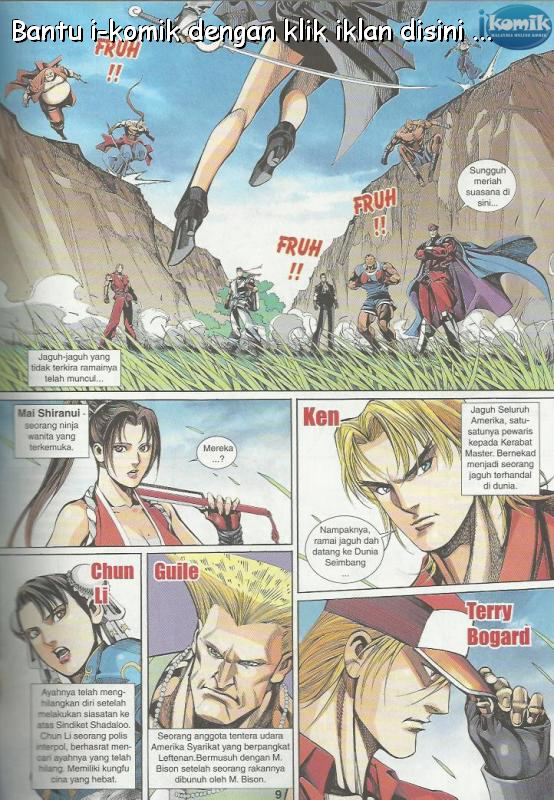 Bantu i-komik dengan klik iklan disini ...
i komik
MALAYSIA ONLINE KOMIK
FRUH
!!
Sungguh
meriah
suasana di
sini...
FRUH
!!
FRUH
!!
Jaguh-jaguh yang
tidak terkira ramainya
telah muncul...
Mai Shiranui -
seorang ninja
wanita yang
terkemuka.
Mereka
...?
Ken
Jaguh Seluruh
Amerika, satu-
satunya pewaris
kepada Kerabat
Master. Bernekad
menjadi seorang
jaguh terhandal
di dunia.
Nampaknya,
ramai jaguh dah
datang ke Dunia
Seimbang
...
Chun
Li
Ayahnya telah meng-
hilangkan diri setelah
melakukan siasatan ke
atas Sindiket Shadaloo.
Chun Li seorang polis
interpol, berhasrat men-
cari ayahnya yang telah
hilang. Memiliki kungfu
cina yang hebat.
Guile
Seorang anggota tentera udara
Amerika Syarikat yang berpangkat
Leftenan.Bermusuh dengan M.
Bison setelah seorang rakannya
dibunuh oleh M. Bison.
Terry
Bogard
9